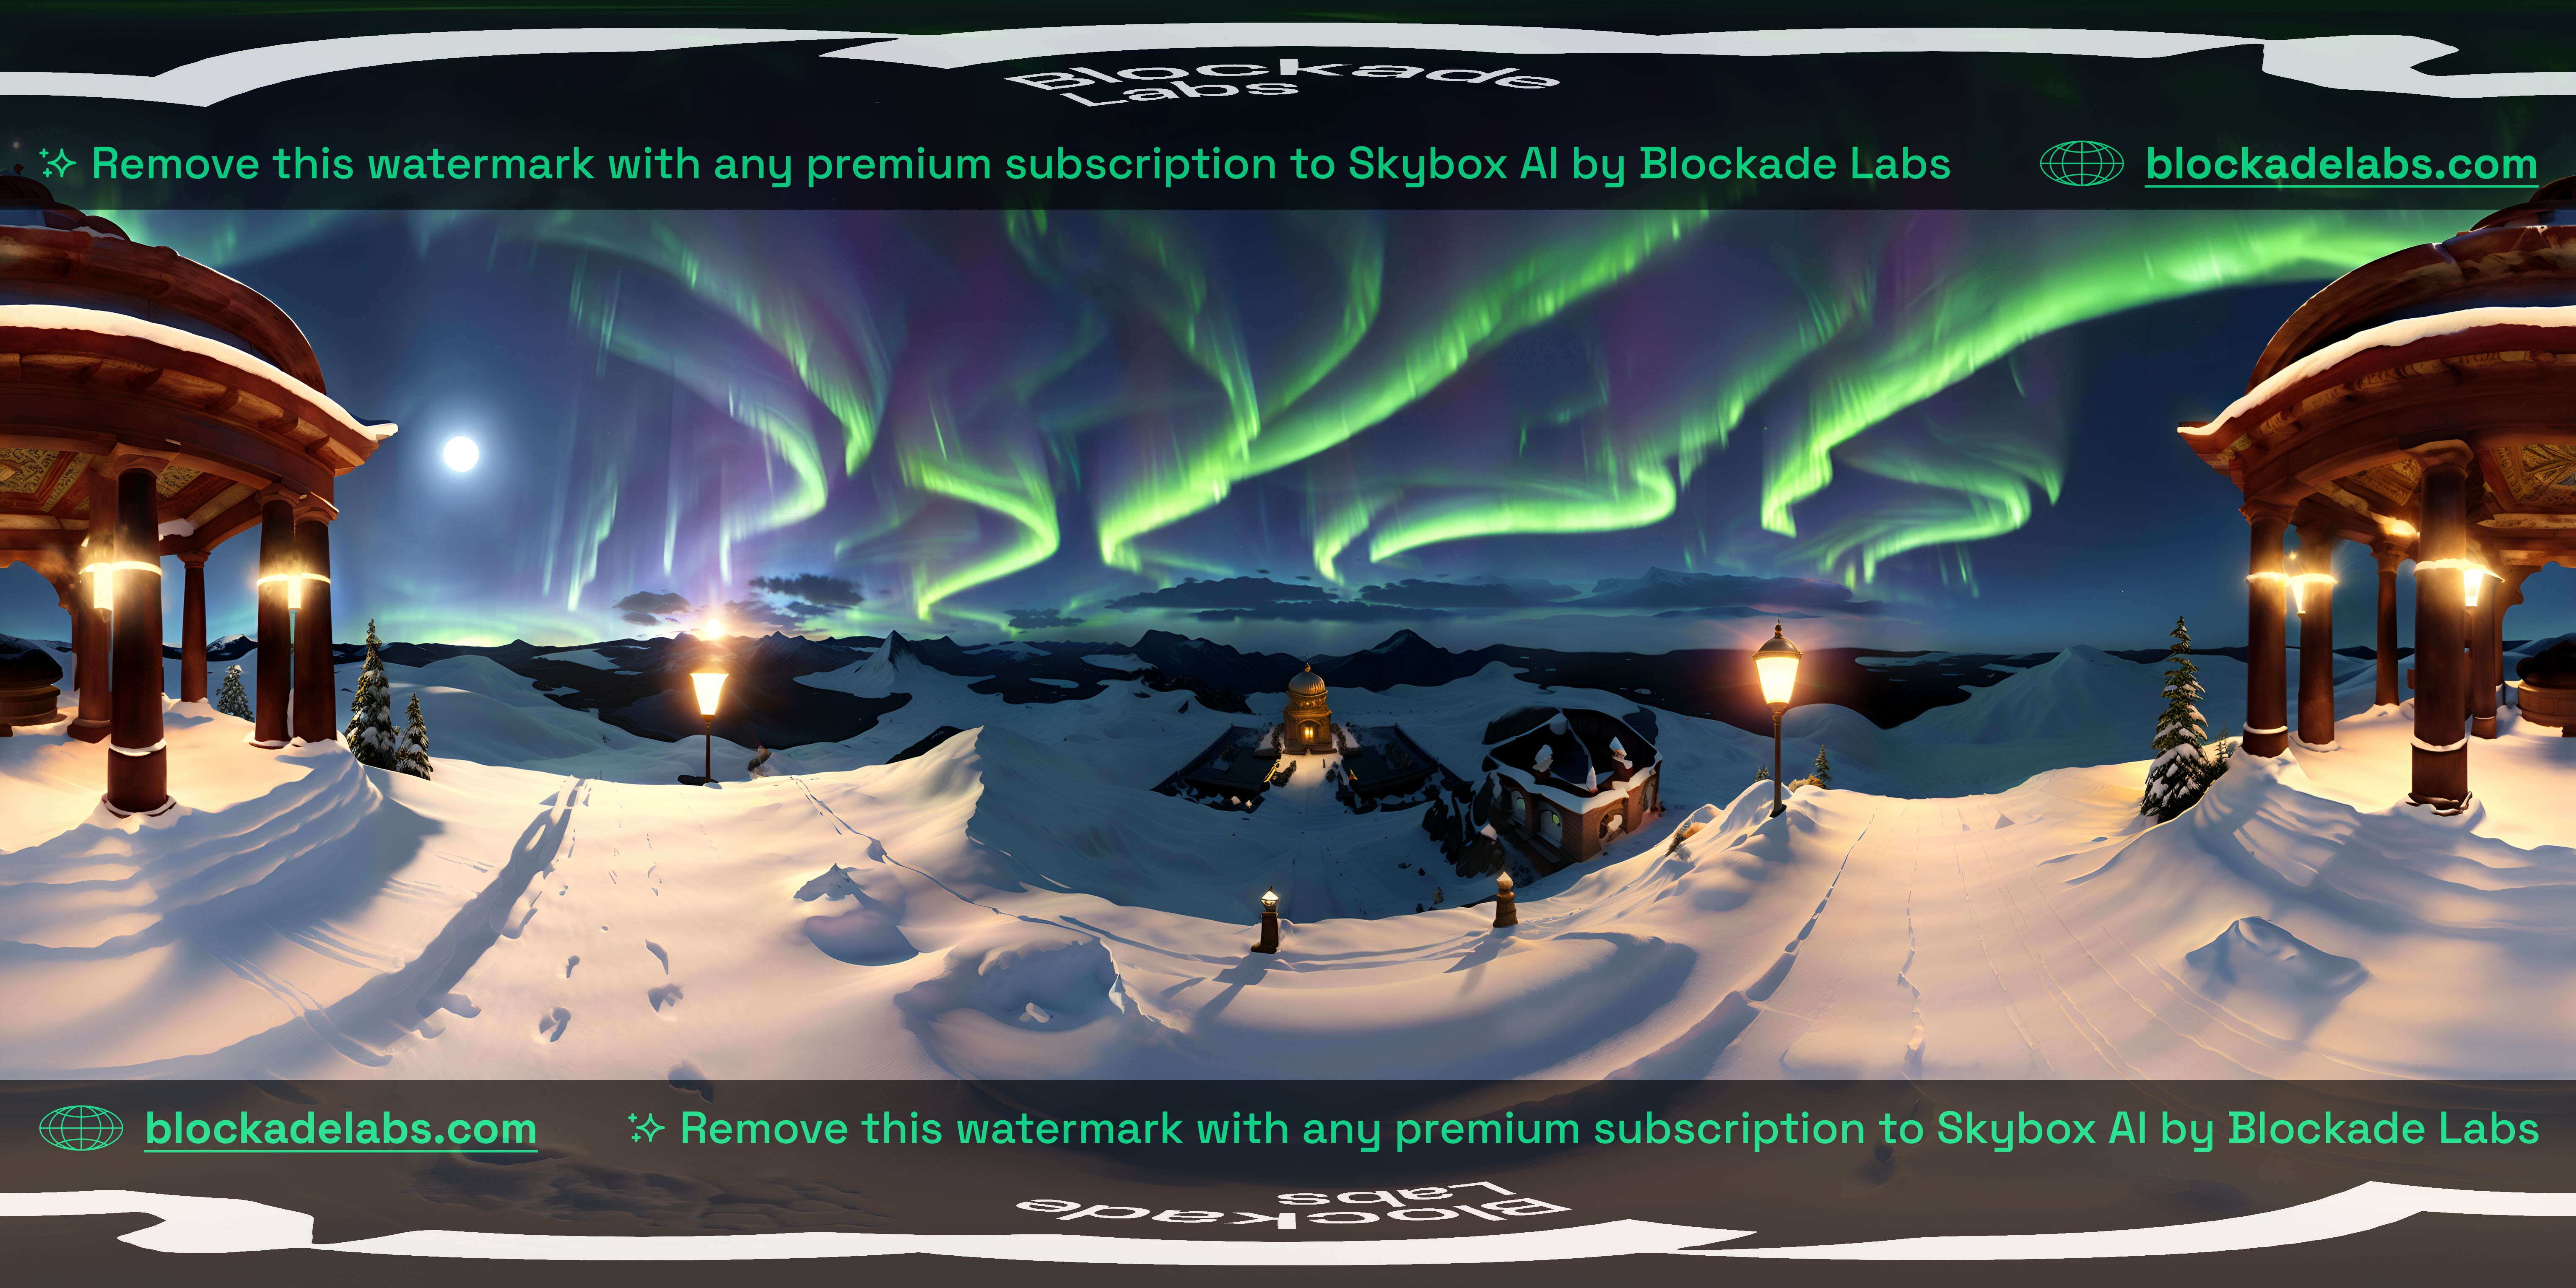 Blockade
Labs
Remove this watermark with any premium subscription to Skybox AI by Blockade Labs
blockadelabs.com
blockadelabs.com
Remove this watermark with any premium subscription to Skybox AI by Blockade Labs
Blockade
Labs